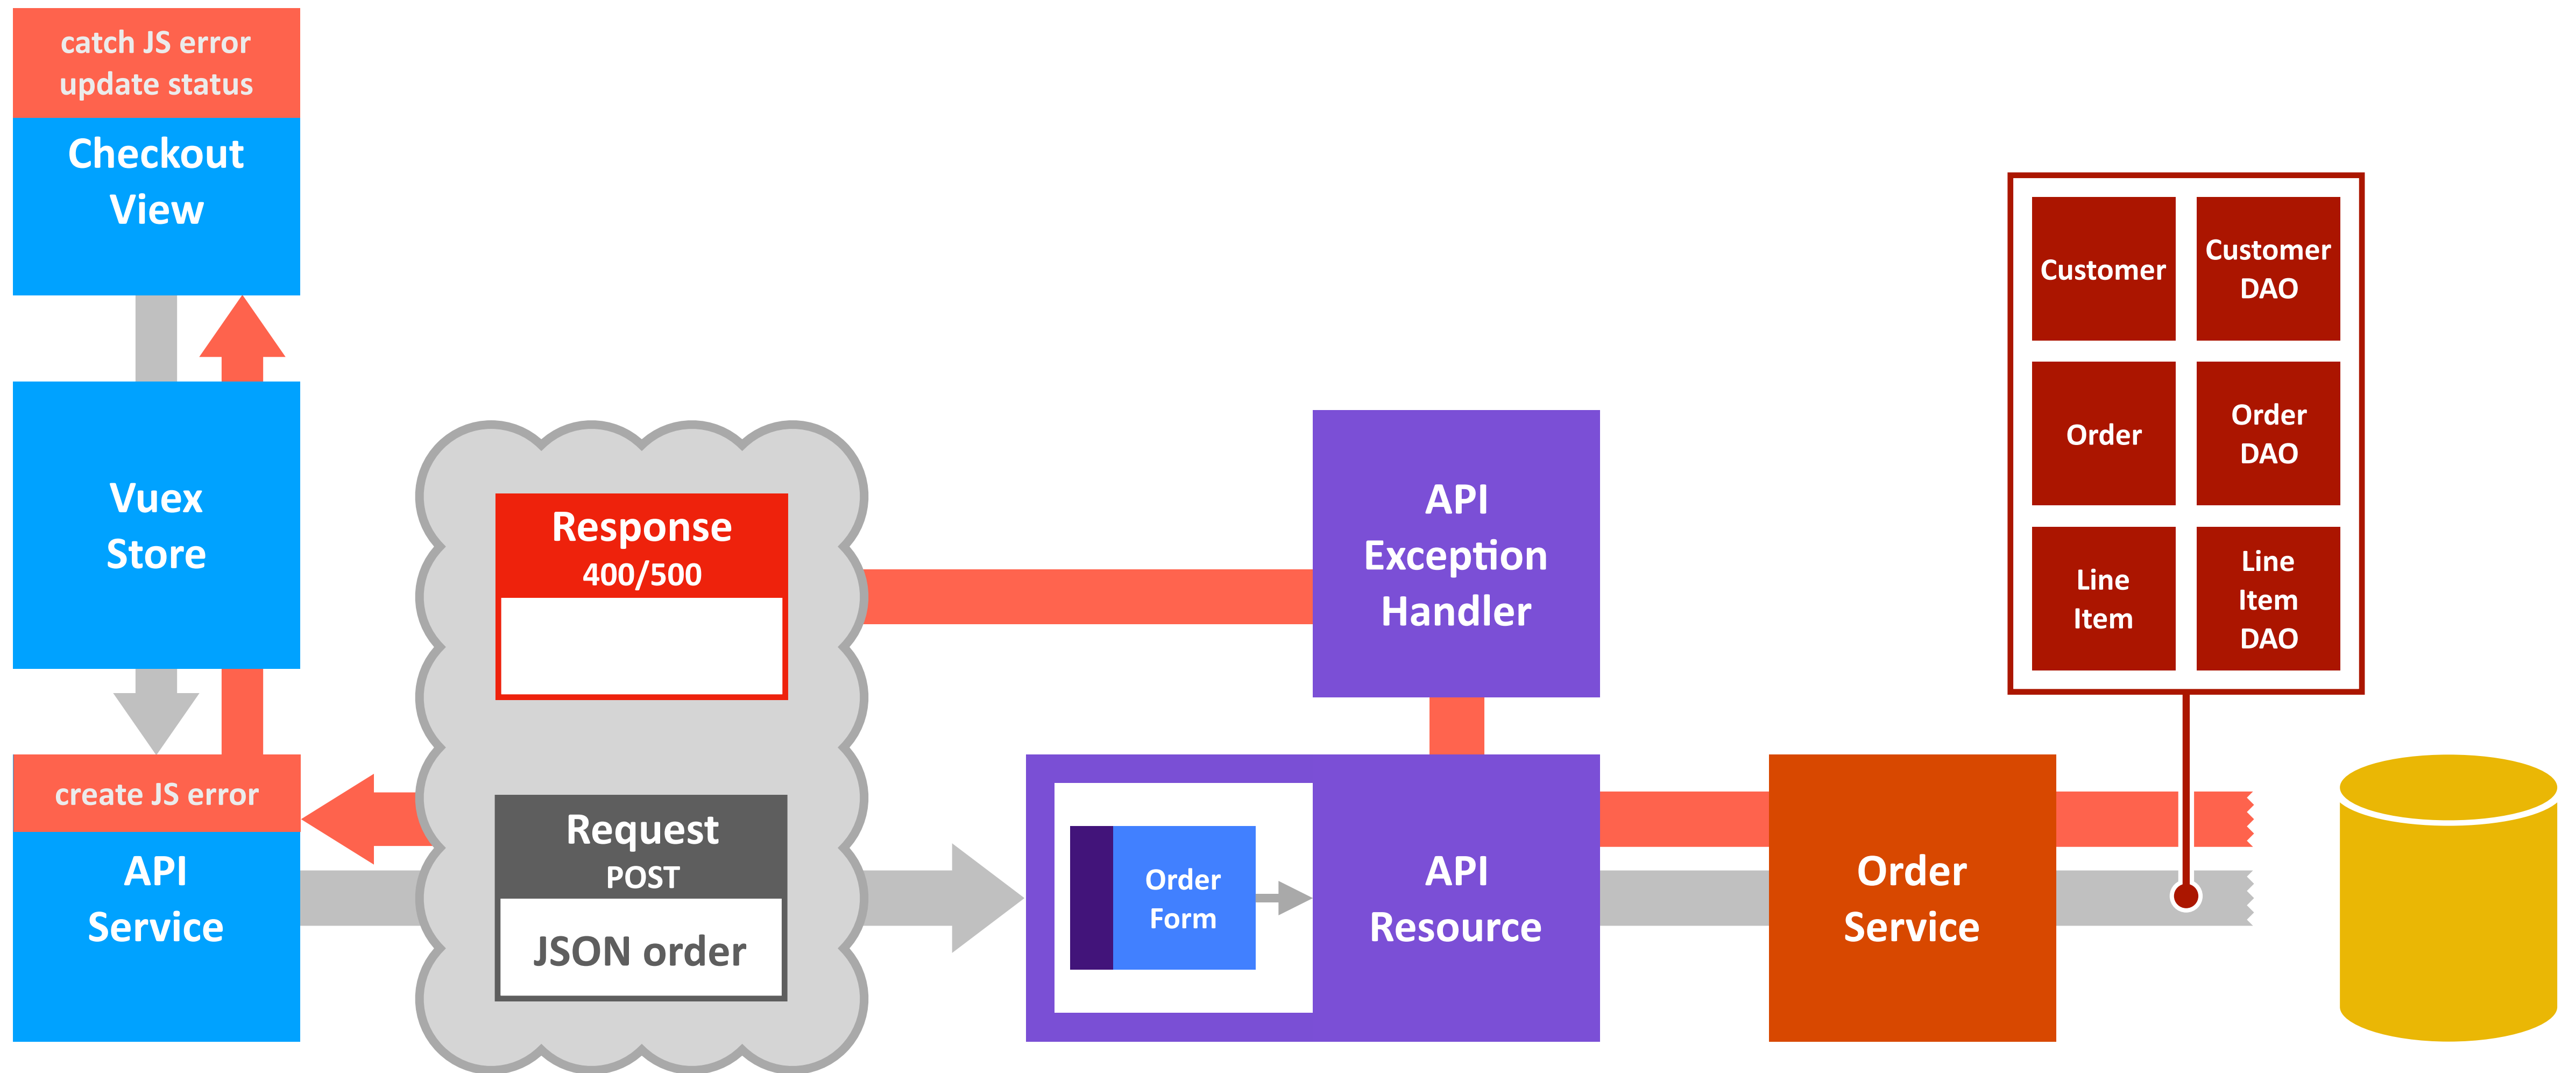 catch JS error
update status
Checkout
View
Vuex
Store
create JS error
API
Service
Response
400/500
Request
POST
JSON order
API
Exception
Handler
Order
Form
API
Resource
Order
Service
Customer
Customer
DAO
Order
Order
DAO
Line
Item
Line
Item
DAO